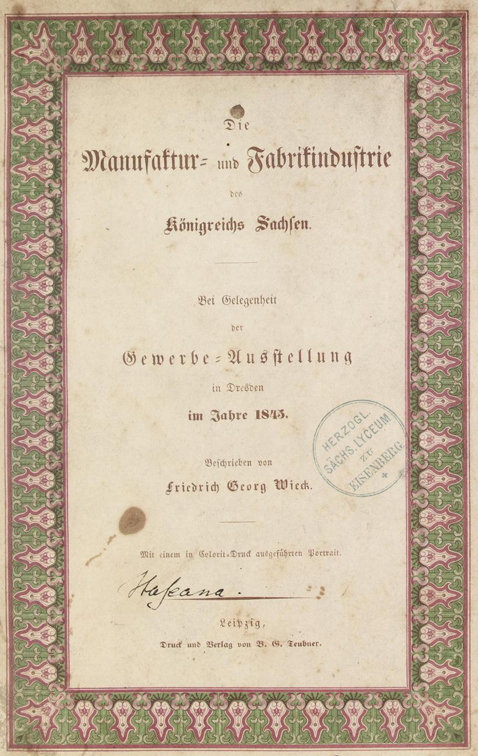 Die
Manufaktur- und Fabrikindustrie
des
Königreichs Sachsen.
Bei Gelegenheit
der
Gewerbe-Ausstellung
in Dresden
im Jahre 1845.
HERZOGL.
SÄCHS. LYCEUM
ZU
EISENBERG
Beschrieben von
Friedrich Georg Wieck.
Mit einem in Colorit-Druck ausgeführten Portrait.
Leipzig,
Druck und Verlag von B. G. Teubner.